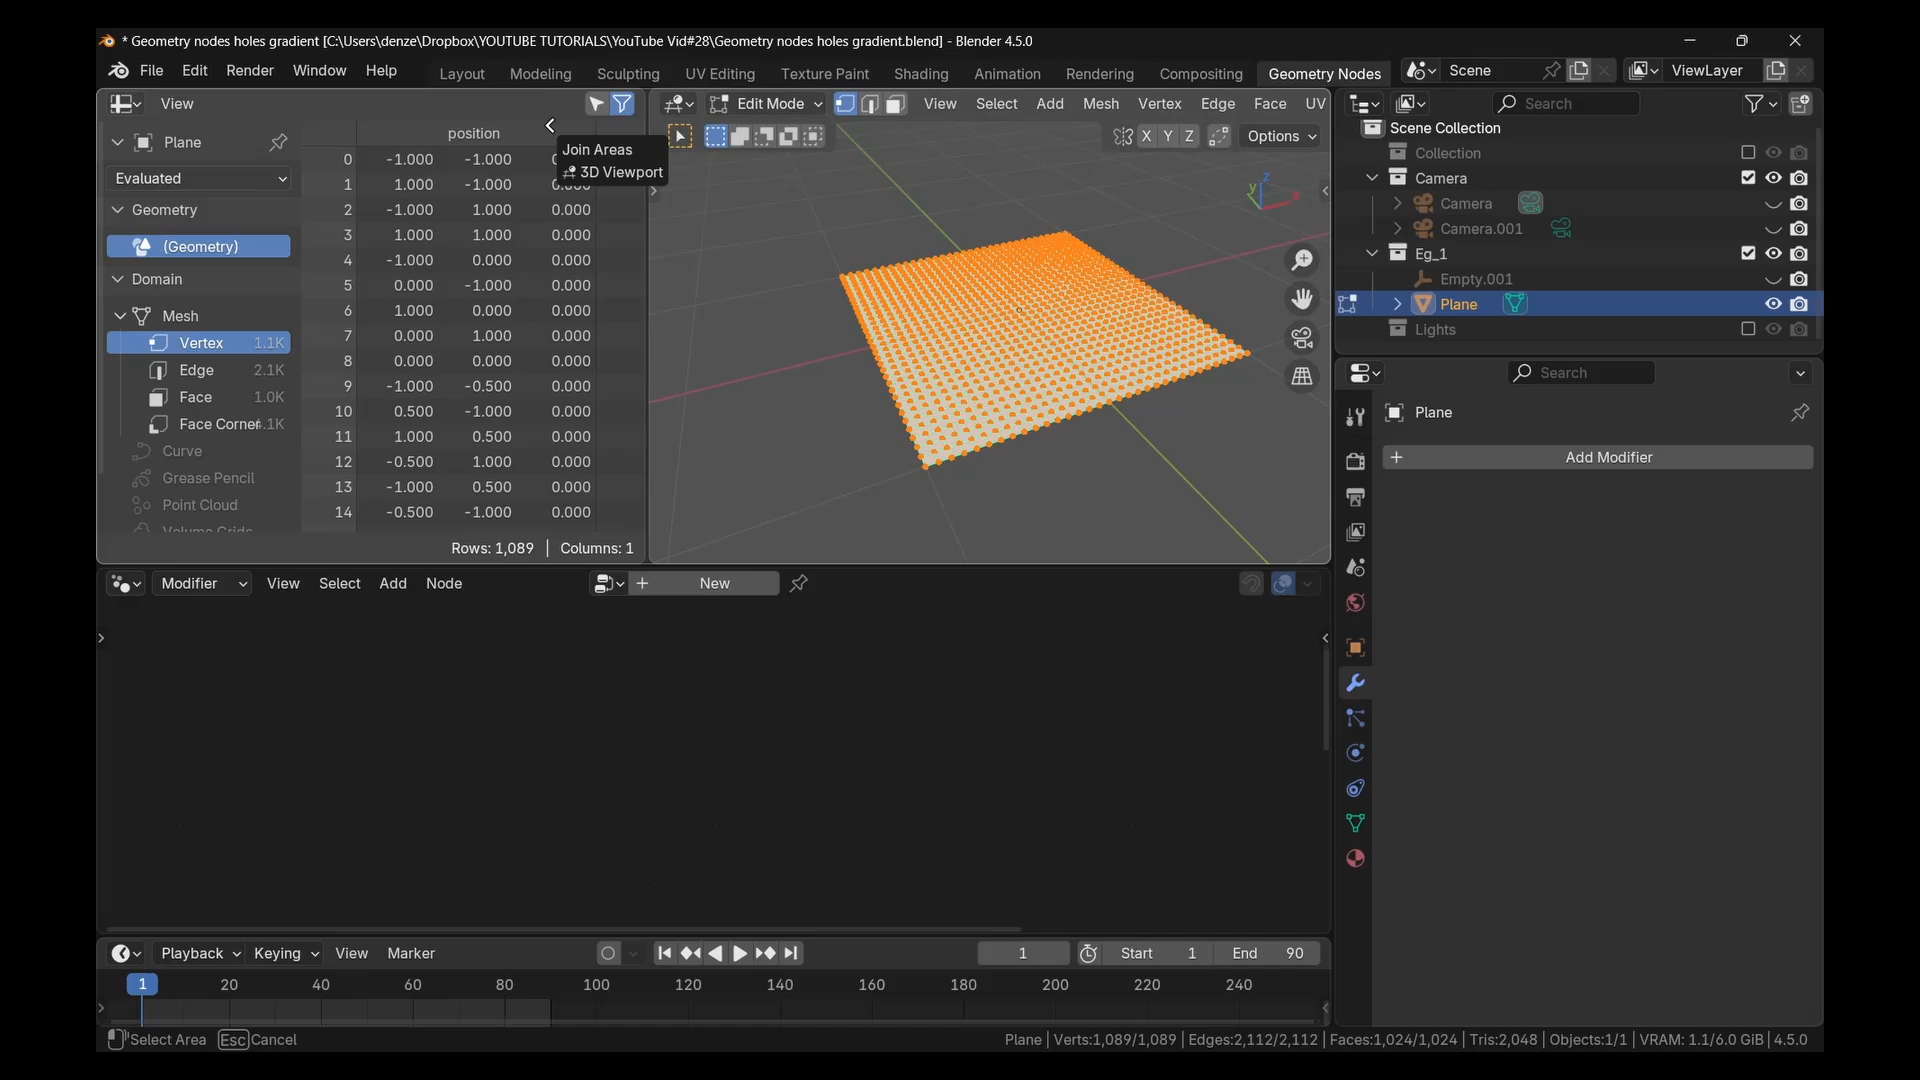 * Geometry nodes holes gradient [C:\Users\denze\Dropbox\YOUTUBE TUTORIALS\YouTube Vid#28\Geometry nodes holes gradient.blend] - Blender 4.5.0
File Edit Render Window Help Layout Modeling Sculpting UV Editing Texture Paint Shading Animation Rendering Compositing Geometry Nodes Scene ViewLayer
View
Plane
Evaluated
Geometry
(Geometry)
Domain
Mesh
Vertex 1.1K
Edge 2.1K
Face 1.0K
Face Corner 4.1K
Curve
Grease Pencil
Point Cloud
position
0 -1.000 -1.000
1 1.000 -1.000 0.000
2 -1.000 1.000 0.000
3 1.000 1.000 0.000
4 -1.000 0.000 0.000
5 0.000 -1.000 0.000
6 1.000 0.000 0.000
7 0.000 1.000 0.000
8 0.000 0.000 0.000
9 -1.000 -0.500 0.000
10 0.500 -1.000 0.000
11 1.000 0.500 0.000
12 -0.500 1.000 0.000
13 -1.000 0.500 0.000
14 -0.500 -1.000 0.000
Rows: 1,089 | Columns: 1
Join Areas
3D Viewport
Edit Mode View Select Add Mesh Vertex Edge Face UV
X Y Z Options
Z
Y
X
Search
Scene Collection
Collection
Camera
Camera
Camera.001
Eg_1
Empty.001
Plane
Lights
Search
Plane
+ Add Modifier
Modifier View Select Add Node + New
Playback Keying View Marker 1 Start 1 End 90
1 20 40 60 80 100 120 140 160 180 200 220 240
Select Area Esc Cancel
Plane | Verts:1,089/1,089 | Edges:2,112/2,112 | Faces:1,024/1,024 | Tris:2,048 | Objects:1/1 | VRAM: 1.1/6.0 GiB | 4.5.0